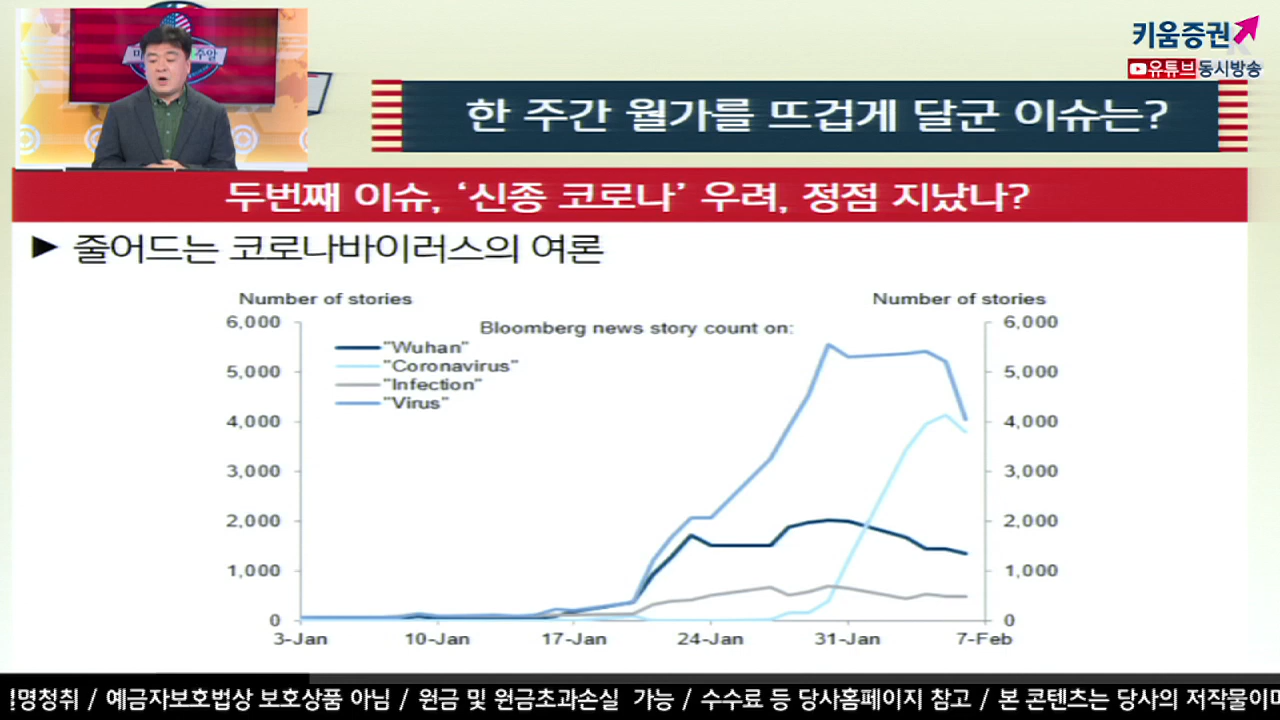 키움증권
유튜브 동시방송
한 주간 월가를 뜨겁게 달군 이슈는?
두번째 이슈, ‘신종 코로나’ 우려, 정점 지났나?
► 줄어드는 코로나바이러스의 여론
Number of stories
Number of stories
Bloomberg news story count on:
"Wuhan"
"Coronavirus"
"Infection"
"Virus"
6,000
5,000
4,000
3,000
2,000
1,000
0
6,000
5,000
4,000
3,000
2,000
1,000
0
3-Jan 10-Jan 17-Jan 24-Jan 31-Jan 7-Feb
명청취 / 예금자보호법상 보호상품 아님 / 원금 및 원금초과손실 가능 / 수수료 등 당사홈페이지 참고 / 본 콘텐츠는 당사의 저작물이